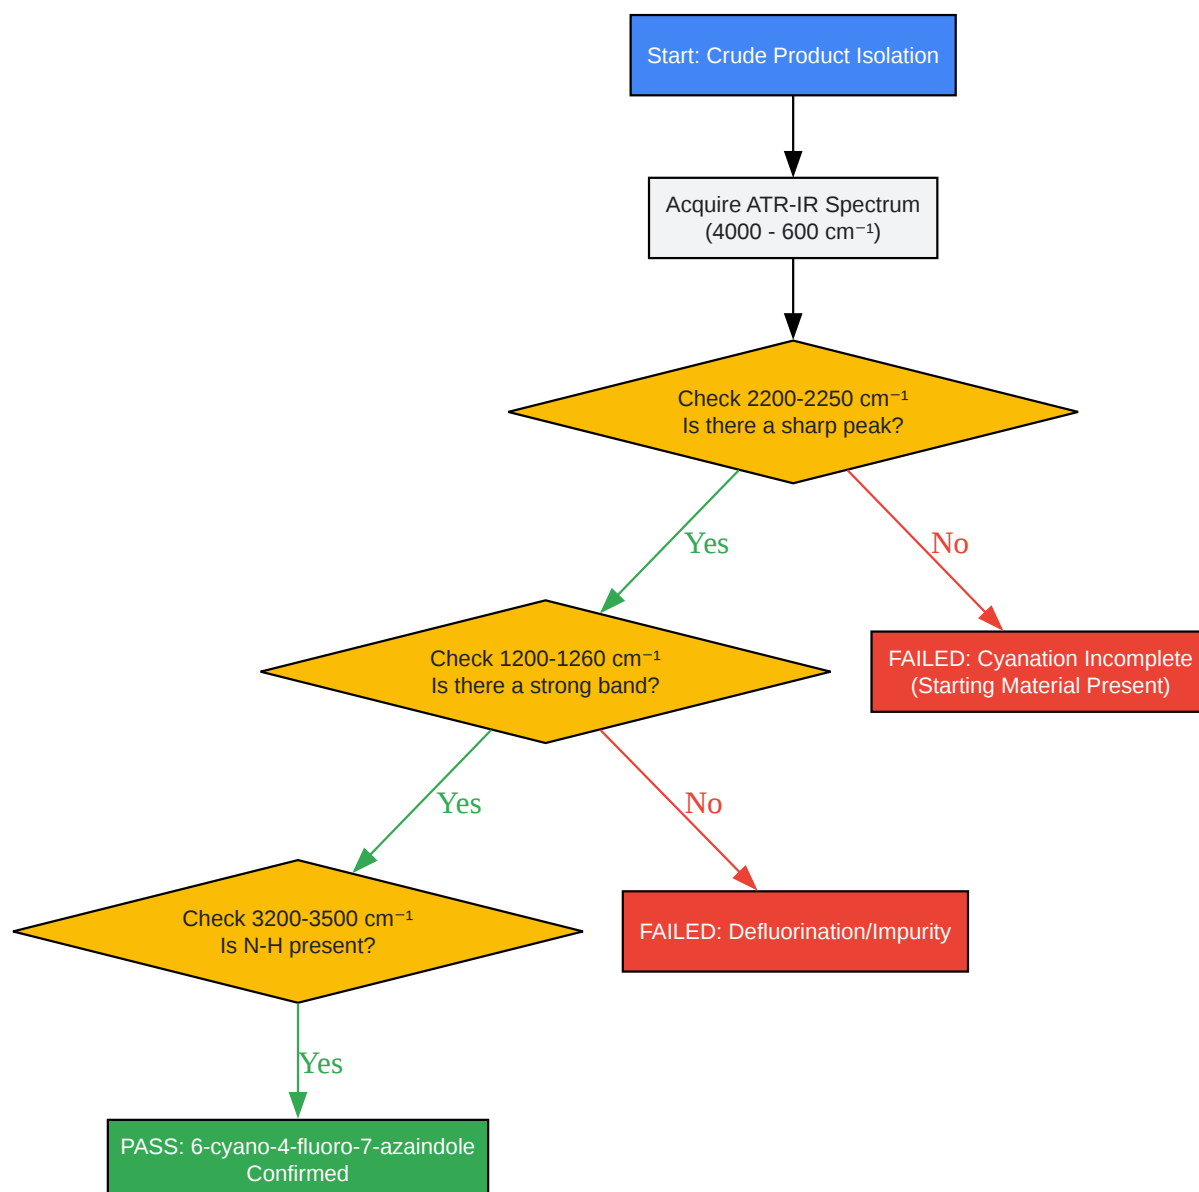 Start: Crude Product Isolation
Acquire ATR-IR Spectrum
(4000 - 600 cm⁻¹)
Check 2200-2250 cm⁻¹
Is there a sharp peak?
Yes
No
Check 1200-1260 cm⁻¹
Is there a strong band?
FAILED: Cyanation Incomplete
(Starting Material Present)
Yes
No
Check 3200-3500 cm⁻¹
Is N-H present?
FAILED: Defluorination/Impurity
Yes
PASS: 6-cyano-4-fluoro-7-azaindole
Confirmed